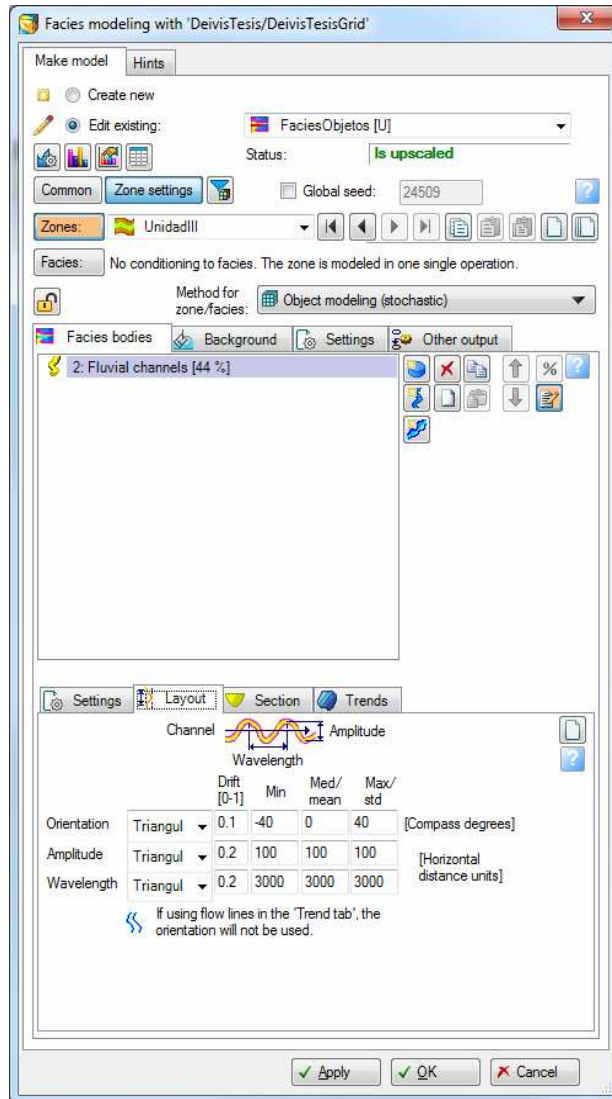 Facies modeling with 'DeivisTesis/DeivisTesisGrid'
Make model Hints
Create new
Edit existing: FaciesObjetos [U]
Status: Is upscaled
Common Zone settings Global seed: 24509
Zones: UnidadIII
Facies: No conditioning to facies. The zone is modeled in one single operation.
Method for
zone/facies: Object modeling (stochastic)
Facies bodies Background Settings Other output
2: Fluvial channels [44 %]
%
Settings Layout Section Trends
Channel Amplitude
Wavelength
Drift
[0-1] Min Med/
mean Max/
std
Orientation Triangul 0.1 -40 0 40 [Compass degrees]
Amplitude Triangul 0.2 100 100 100 [Horizontal
distance units]
Wavelength Triangul 0.2 3000 3000 3000
If using flow lines in the 'Trend tab', the
orientation will not be used.
Apply OK Cancel